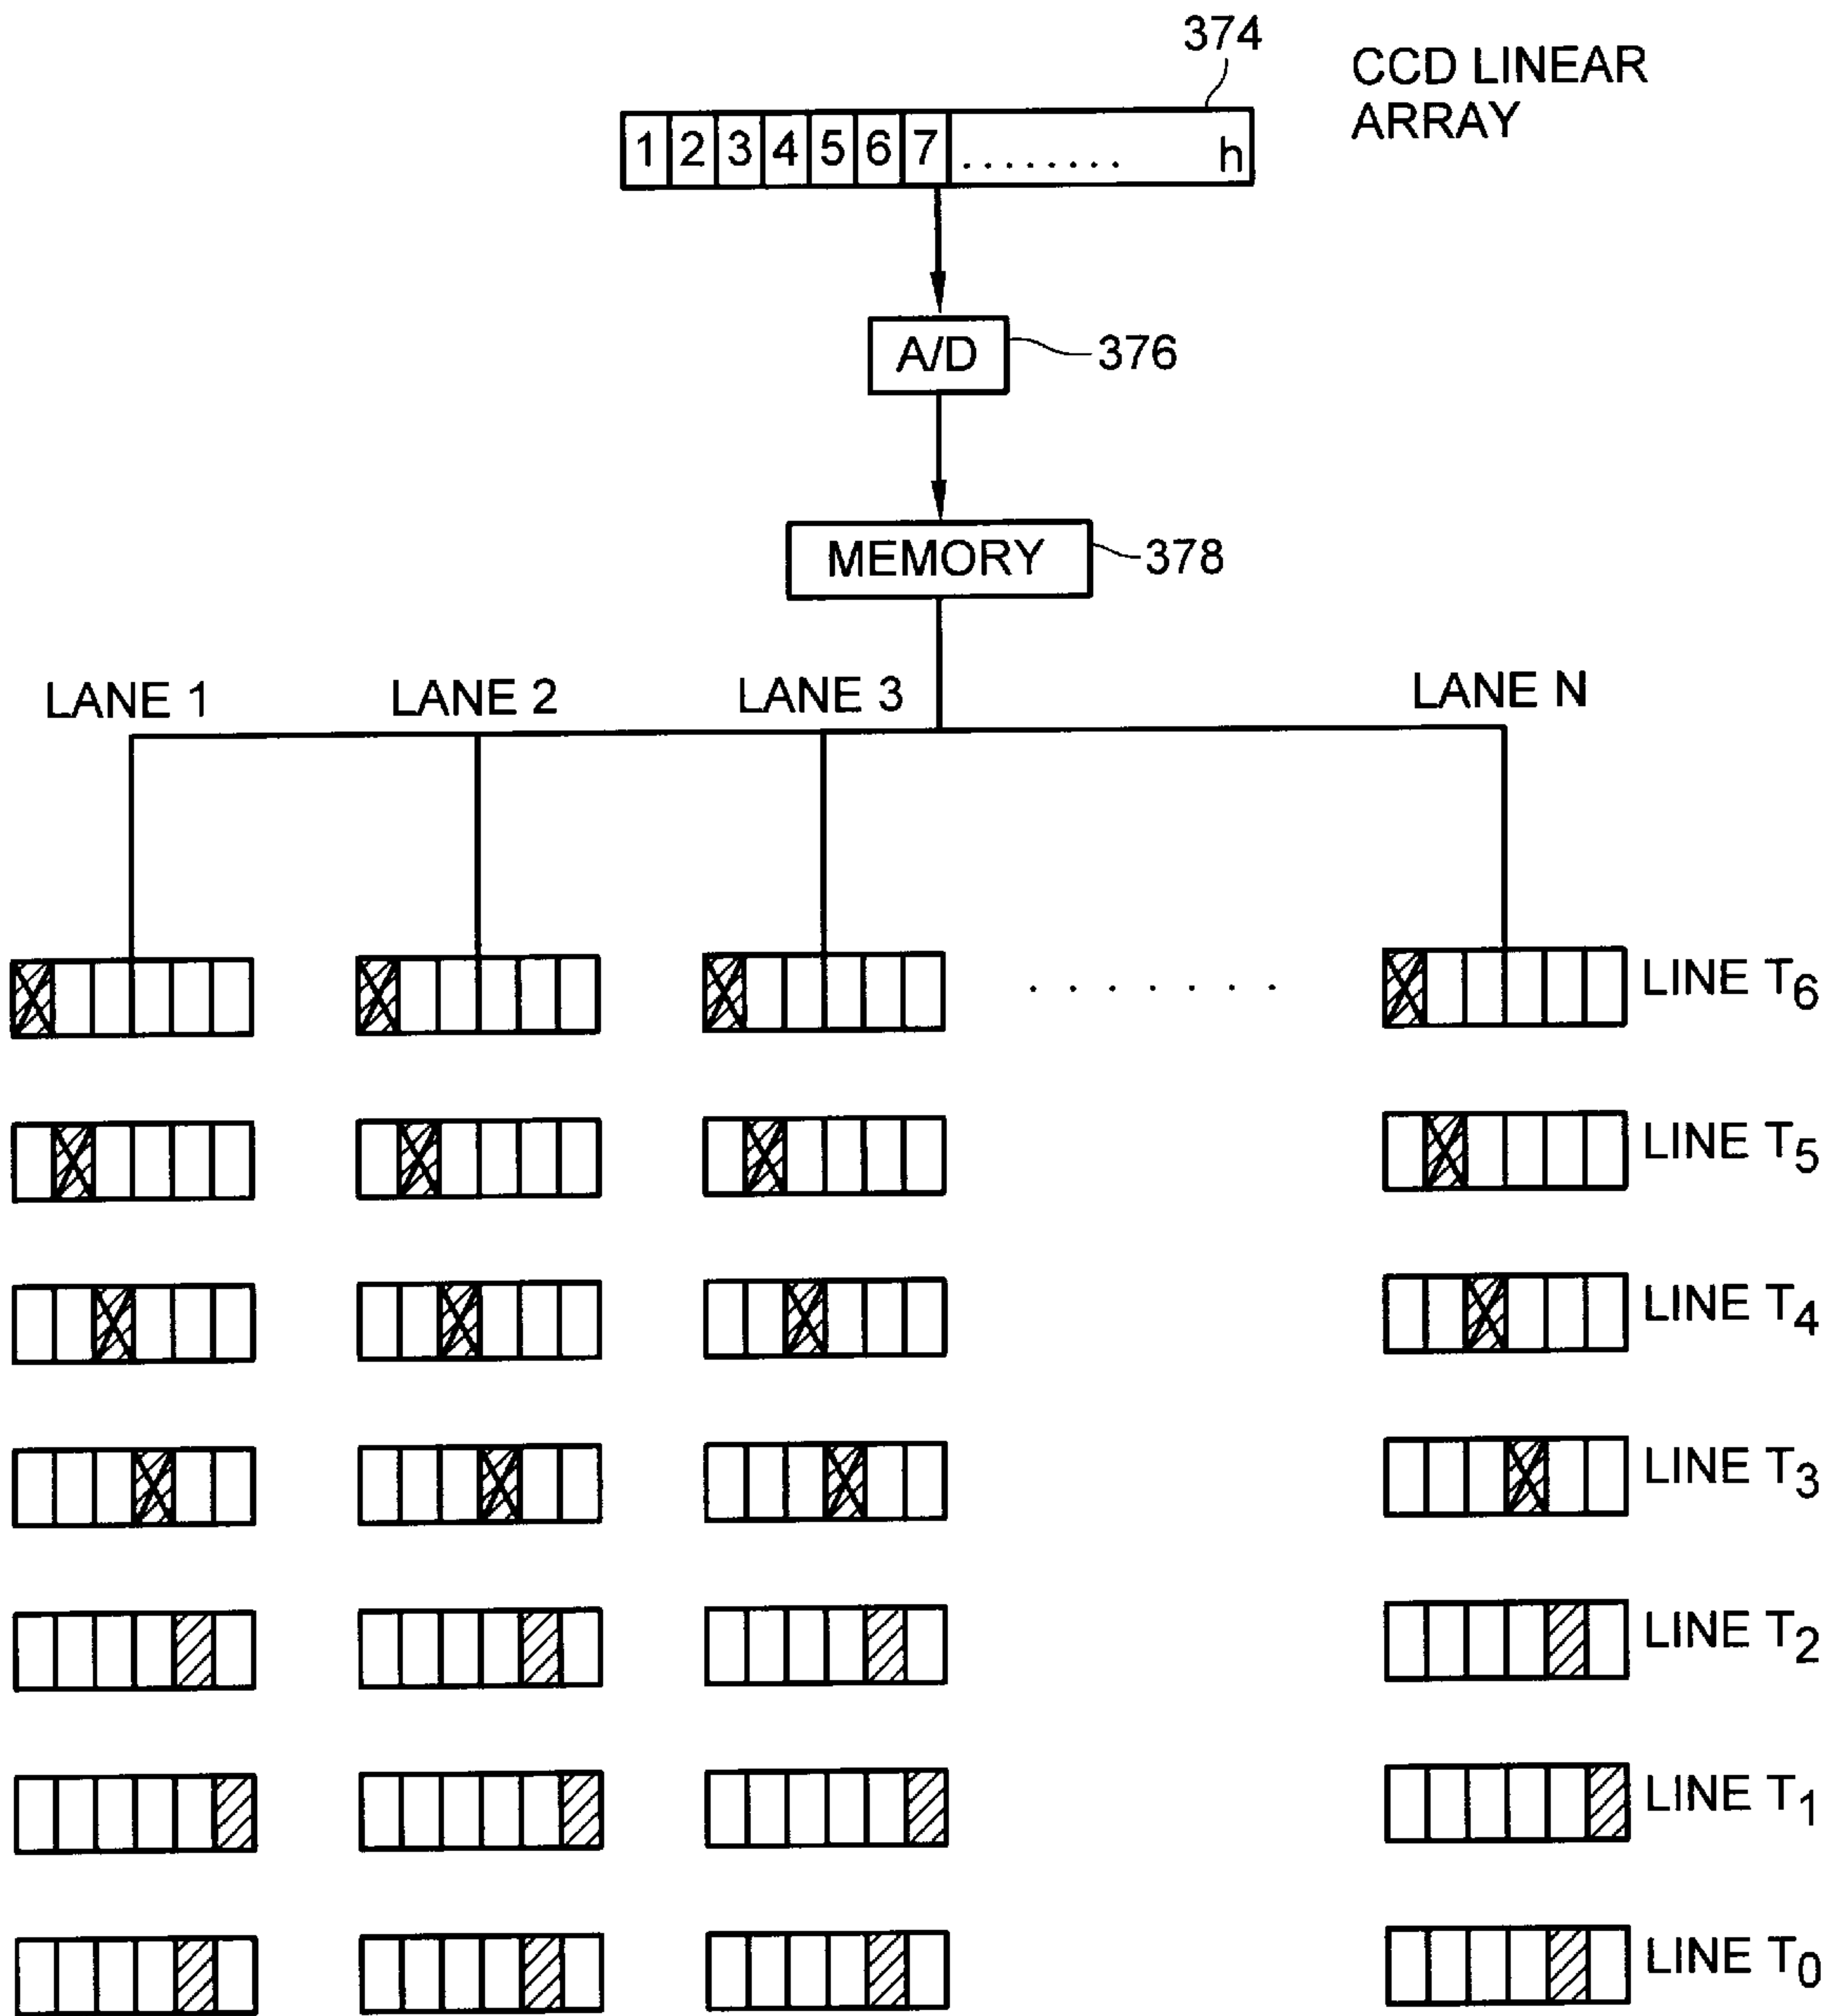 374
CCD LINEAR
ARRAY
1 2 3 4 5 6 7 ........ h
A/D
376
MEMORY
378
LANE 1 LANE 2 LANE 3 LANE N
....... LINE T6
LINE T5
LINE T4
LINE T3
LINE T2
LINE T1
LINE T0